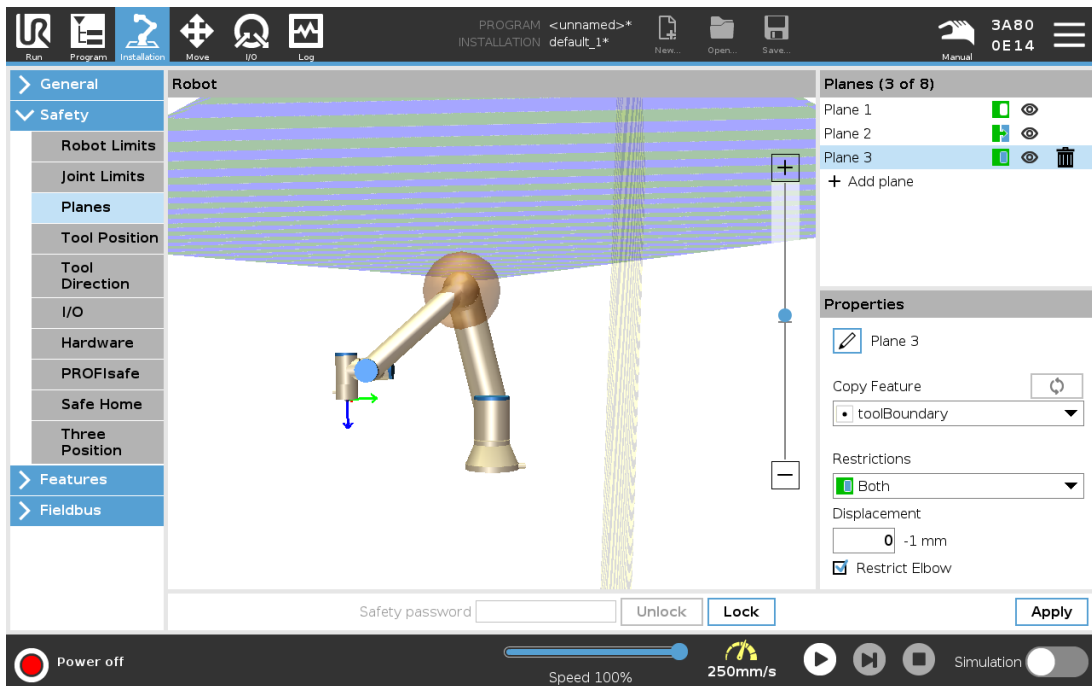 PROGRAM <unnamed>*
INSTALLATION default_1*
Run
Program
Installation
Move
I/O
Log
New...
Open...
Save...
Manual
3A80
0E14
General
Safety
Robot Limits
Joint Limits
Planes
Tool Position
Tool
Direction
I/O
Hardware
PROFIsafe
Safe Home
Three
Position
Features
Fieldbus
Robot
Planes (3 of 8)
Plane 1
Plane 2
Plane 3
+ Add plane
Properties
Plane 3
Copy Feature
toolBoundary
Restrictions
Both
Displacement
0 -1 mm
Restrict Elbow
Safety password
Unlock
Lock
Apply
Power off
Speed 100%
250mm/s
Simulation